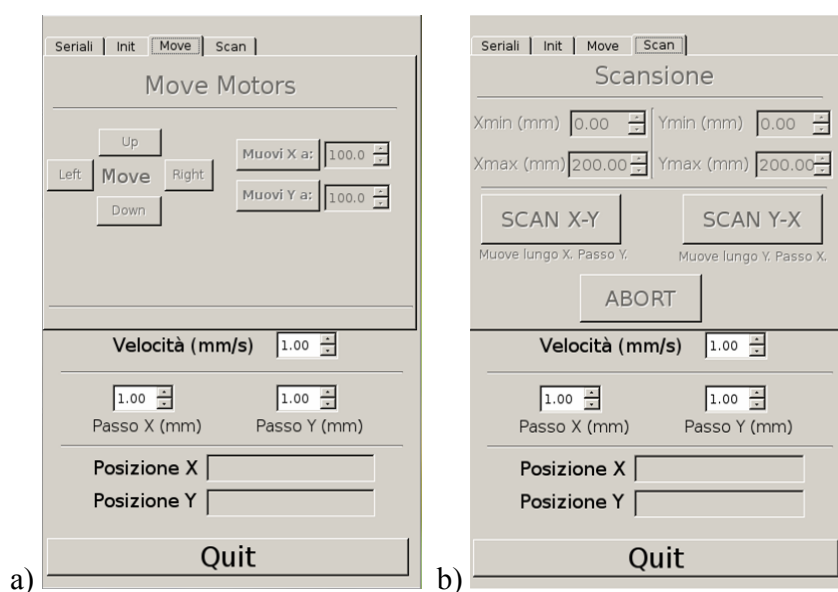 Seriali Init Move Scan
Move Motors
Up
Left Move Right
Down
Muovi X a: 100.0
Muovi Y a: 100.0
Velocità (mm/s) 1.00
1.00 1.00
Passo X (mm) Passo Y (mm)
Posizione X
Posizione Y
Quit
a)
Seriali Init Move Scan
Scansione
Xmin (mm) 0.00 Ymin (mm) 0.00
Xmax (mm) 200.00 Ymax (mm) 200.00
SCAN X-Y SCAN Y-X
Muove lungo X. Passo Y. Muove lungo Y. Passo X.
ABORT
Velocità (mm/s) 1.00
1.00 1.00
Passo X (mm) Passo Y (mm)
Posizione X
Posizione Y
Quit
b)